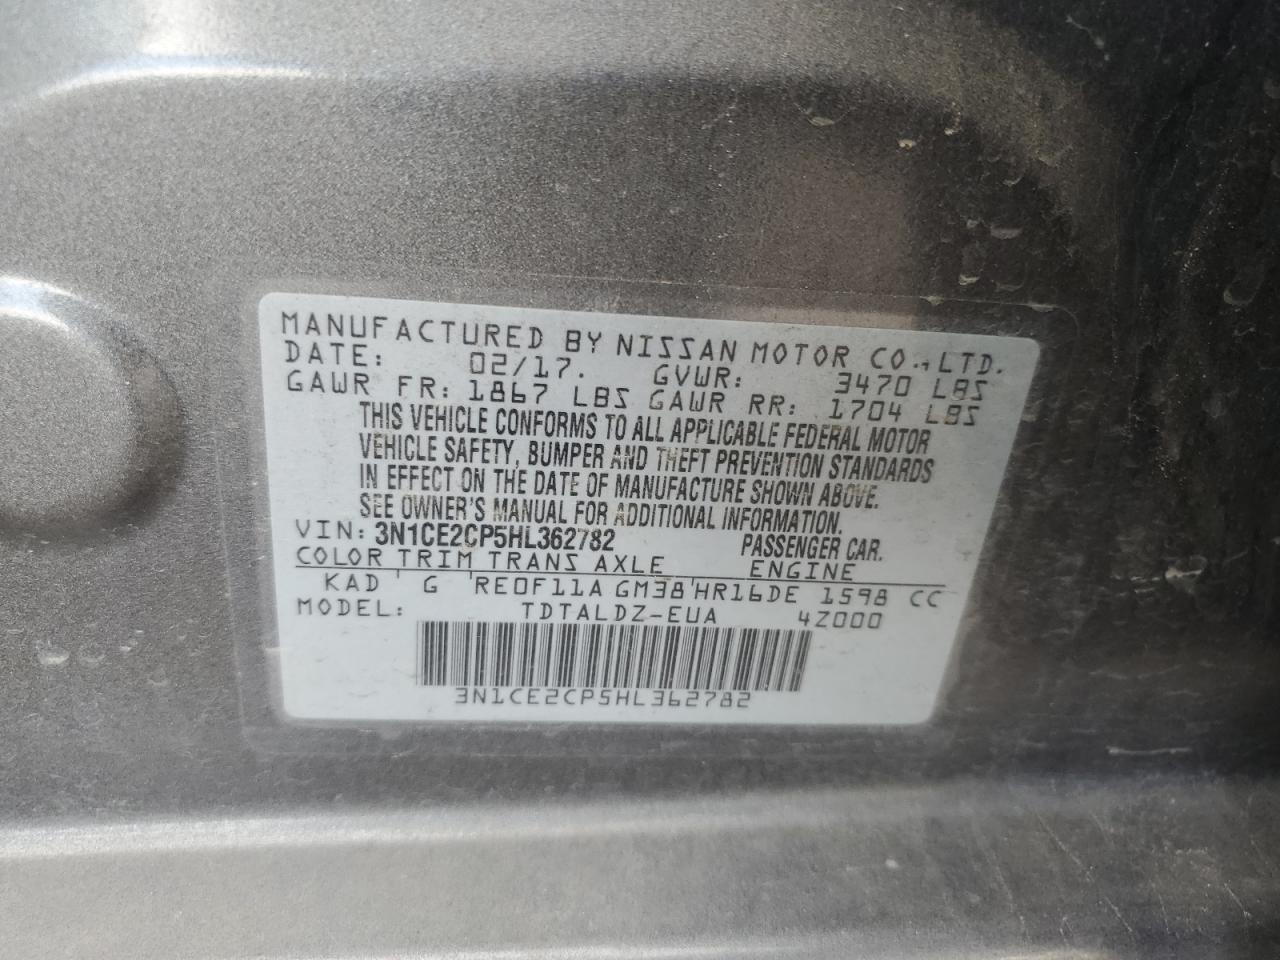 MANUFACTURED BY NISSAN MOTOR CO., LTD.
DATE: 02/17. GVWR: 3470 LBS
GAWR FR: 1867 LBS GAWR RR: 1704 LBS
THIS VEHICLE CONFORMS TO ALL APPLICABLE FEDERAL MOTOR
VEHICLE SAFETY, BUMPER AND THEFT PREVENTION STANDARDS
IN EFFECT ON THE DATE OF MANUFACTURE SHOWN ABOVE.
SEE OWNER'S MANUAL FOR ADDITIONAL INFORMATION.
VIN: 3N1CE2CP5HL362782 PASSENGER CAR.
COLOR TRIM TRANS AXLE ENGINE
KAD G RE0F11A GM38 HR16DE 1598 CC
MODEL: TDTALDZ-EUA 4Z000
3N1CE2CP5HL362782